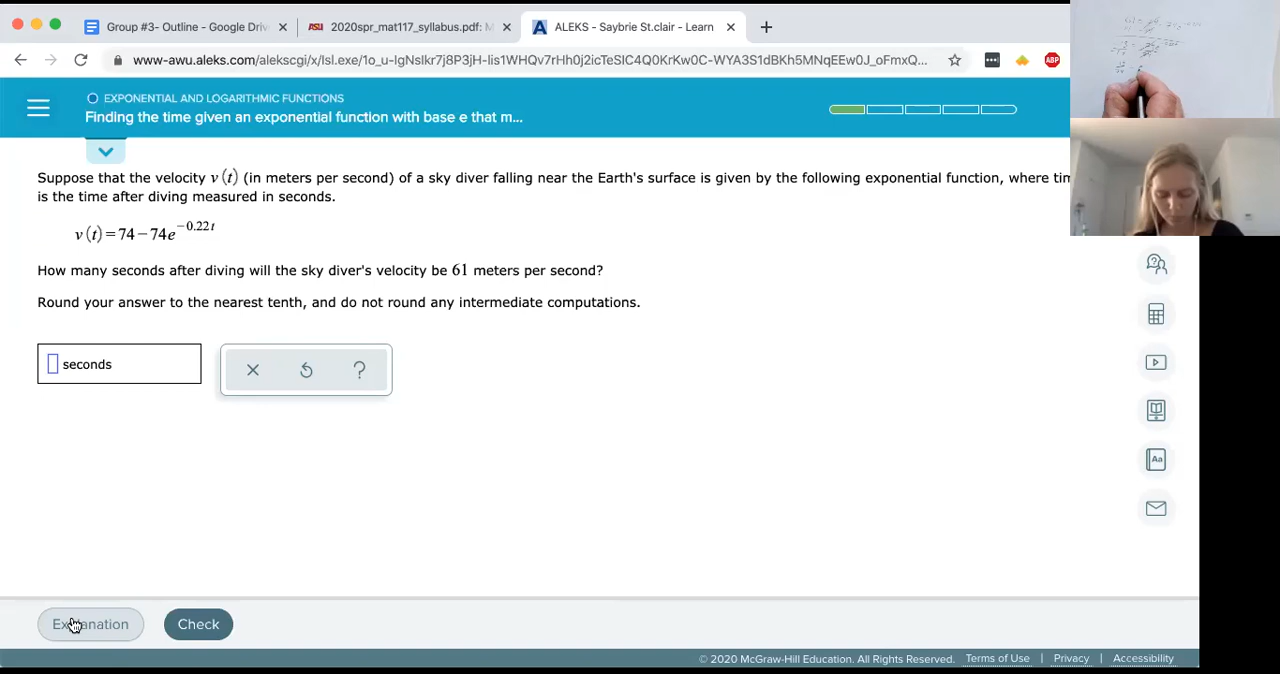 Group #3- Outline - Google Driv
2020spr_mat117_syllabus.pdf: M
ALEKS - Saybrie St.clair - Learn
www-awu.aleks.com/alekscgi/x/Isl.exe/1o_u-IgNsIkr7j8P3jH-Iis1WHQv7rHh0j2icTeSIC4Q0KrKw0C-WYA3S1dBKh5MNqEEw0J_oFmxQ...
ABP
EXPONENTIAL AND LOGARITHMIC FUNCTIONS
Finding the time given an exponential function with base e that m...
Suppose that the velocity v(t) (in meters per second) of a sky diver falling near the Earth's surface is given by the following exponential function, where tim
is the time after diving measured in seconds.
v(t)=74-74e^-0.22t
How many seconds after diving will the sky diver's velocity be 61 meters per second?
Round your answer to the nearest tenth, and do not round any intermediate computations.
seconds
?
Aa
Explanation
Check
© 2020 McGraw-Hill Education. All Rights Reserved. Terms of Use | Privacy | Accessibility